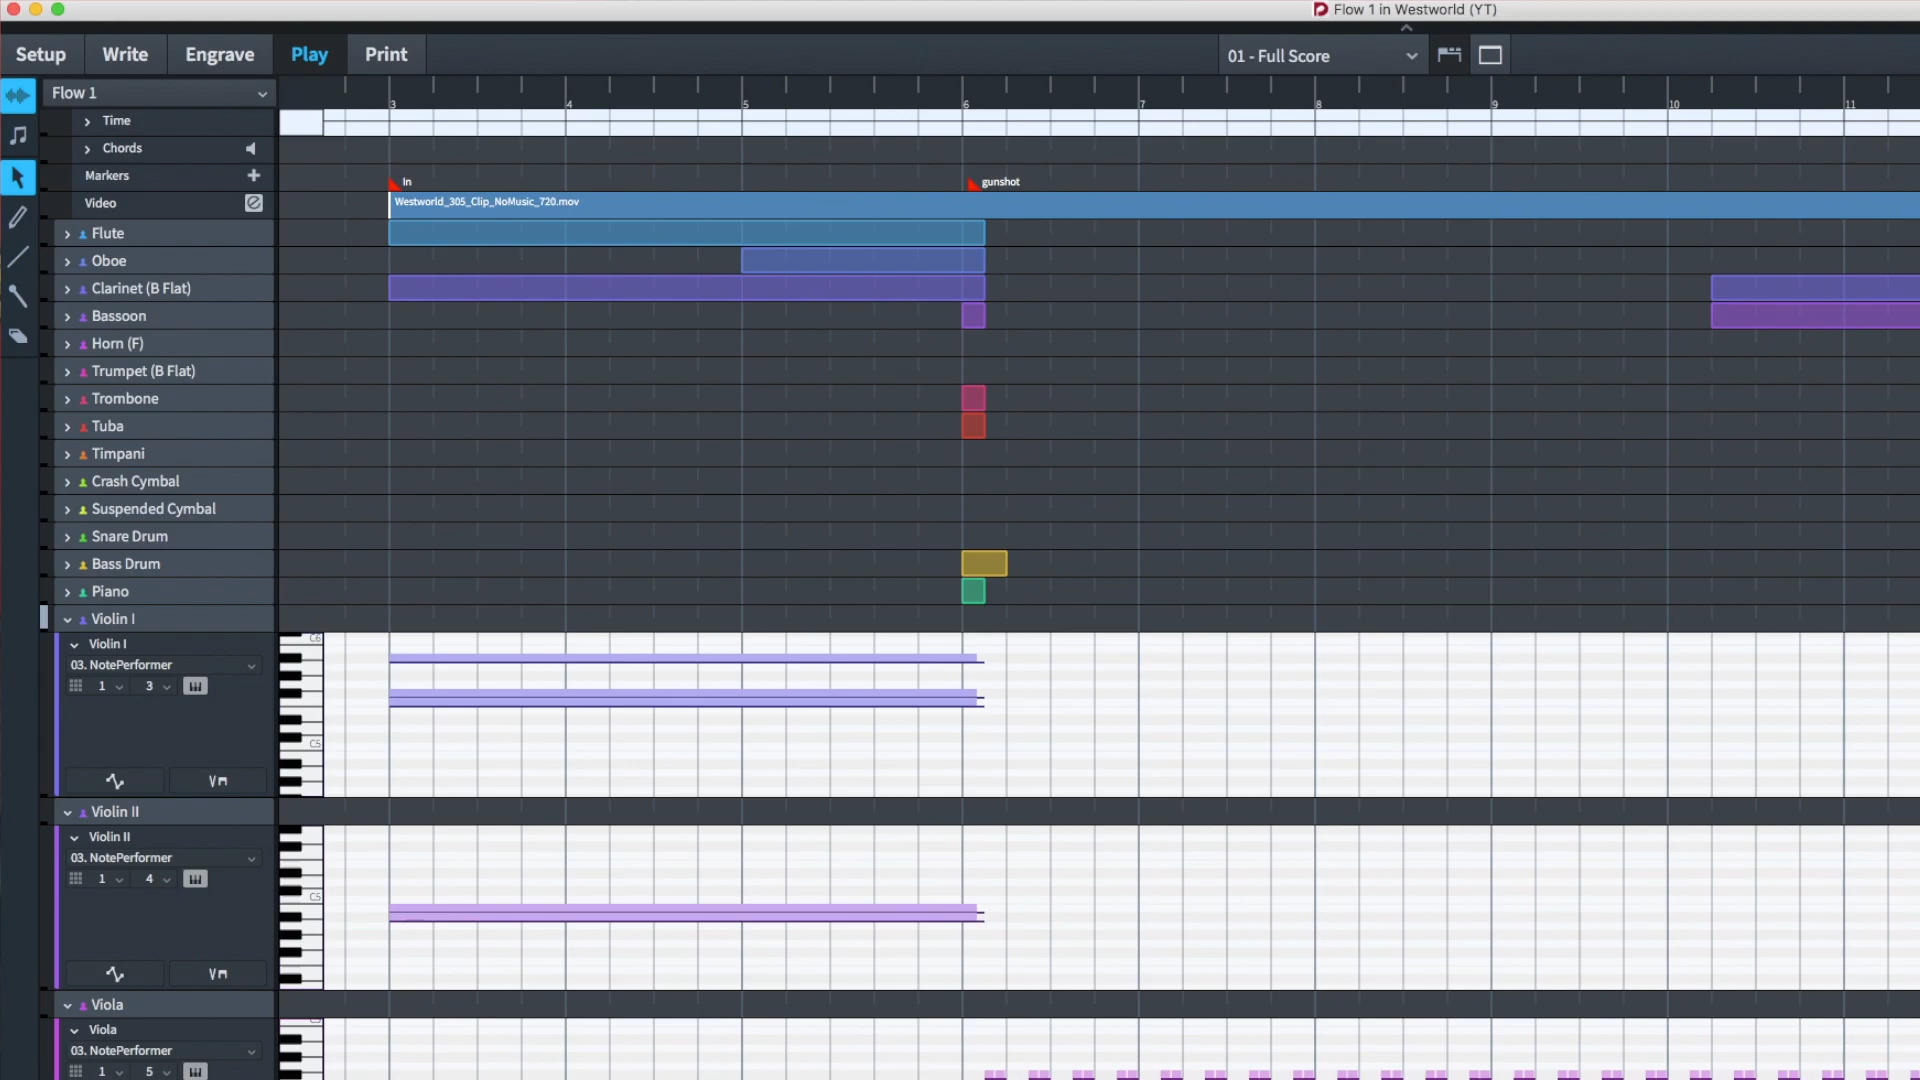 Flow 1 in Westworld (YT)
Setup Write Engrave Play Print 01 - Full Score
Flow 1
3 4 5 6 7 8 9 10 11
Time
Chords
Markers In gunshot
Video Westworld_305_Clip_NoMusic_720.mov
Flute
Oboe
Clarinet (B Flat)
Bassoon
Horn (F)
Trumpet (B Flat)
Trombone
Tuba
Timpani
Crash Cymbal
Suspended Cymbal
Snare Drum
Bass Drum
Piano
Violin I
Violin I C6
03. NotePerformer
1 3
C5
Violin II
Violin II
03. NotePerformer
1 4
C5
Viola
Viola
03. NotePerformer
1 5